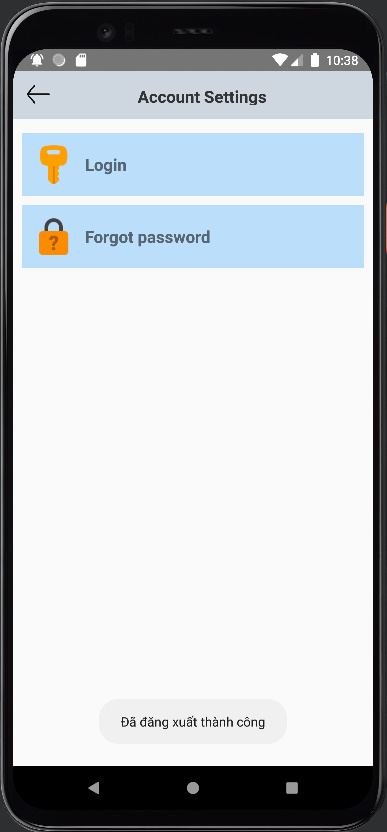 10:38
Account Settings
Login
Forgot password
Đã đăng xuất thành công